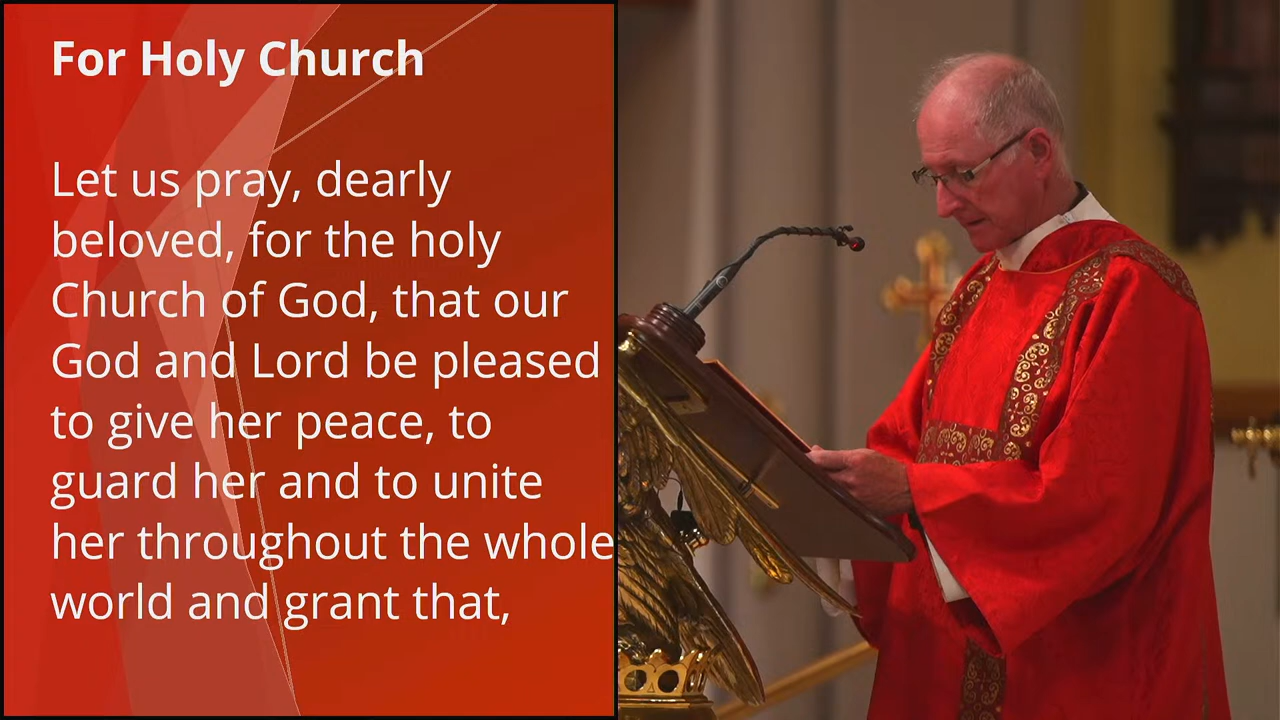 For Holy Church
Let us pray, dearly
beloved, for the holy
Church of God, that our
God and Lord be pleased
to give her peace, to
guard her and to unite
her throughout the whole
world and grant that,